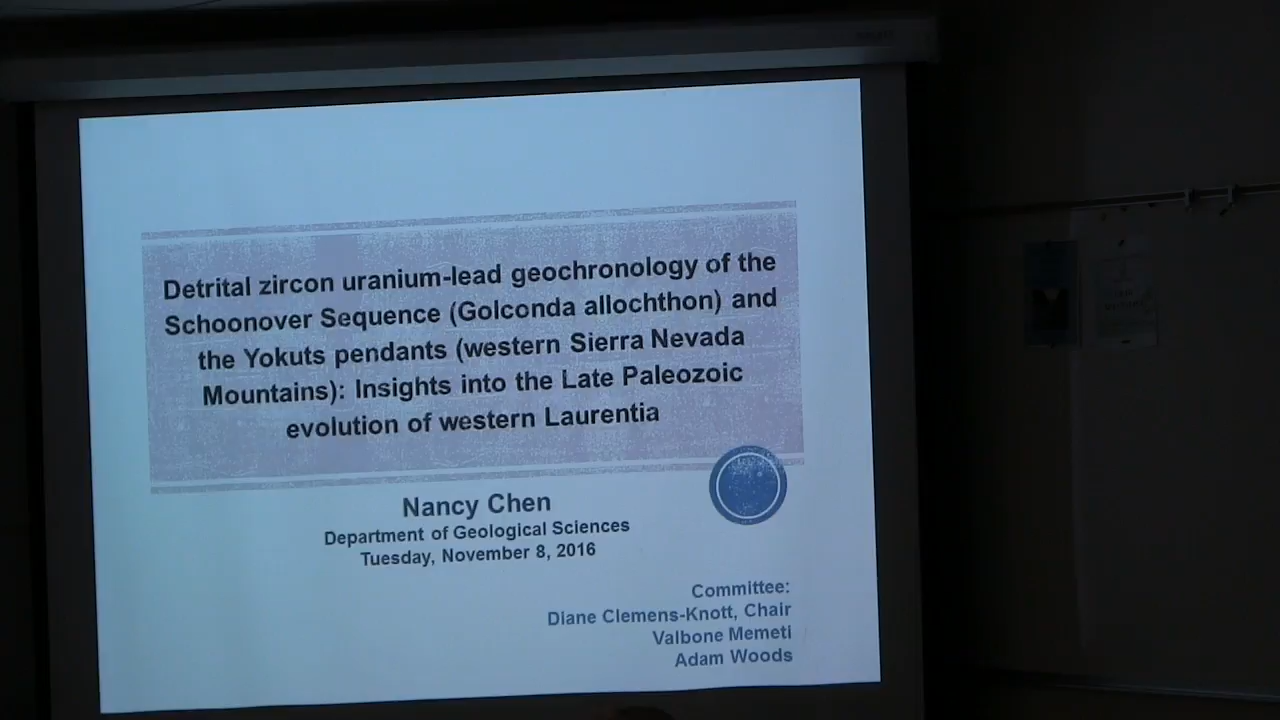 Detrital zircon uranium-lead geochronology of the
Schoonover Sequence (Golconda allochthon) and
the Yokuts pendants (western Sierra Nevada
Mountains): Insights into the Late Paleozoic
evolution of western Laurentia
Nancy Chen
Department of Geological Sciences
Tuesday, November 8, 2016
Committee:
Diane Clemens-Knott, Chair
Valbone Memeti
Adam Woods